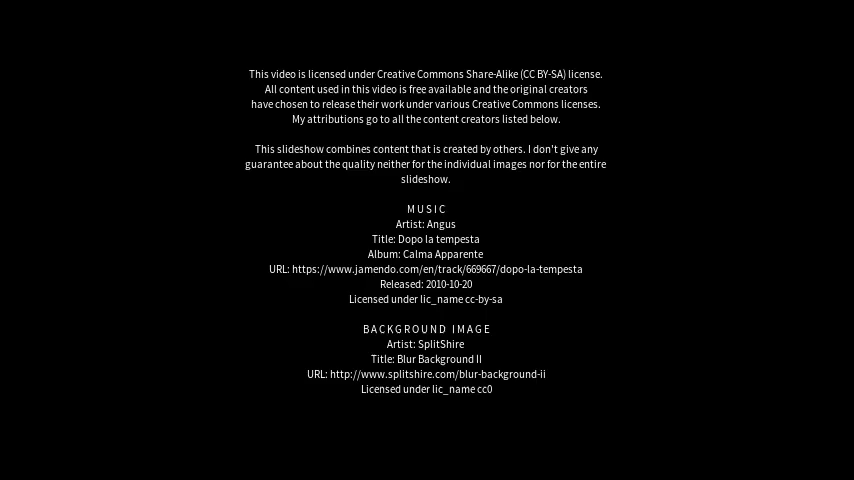 This video is licensed under Creative Commons Share-Alike (CC BY-SA) license.
All content used in this video is free available and the original creators
have chosen to release their work under various Creative Commons licenses.
My attributions go to all the content creators listed below.
This slideshow combines content that is created by others. I don't give any
guarantee about the quality neither for the individual images nor for the entire
slideshow.
MUSIC
Artist: Angus
Title: Dopo la tempesta
Album: Calma Apparente
URL: https://www.jamendo.com/en/track/669667/dopo-la-tempesta
Released: 2010-10-20
Licensed under lic_name cc-by-sa
BACKGROUND IMAGE
Artist: SplitShire
Title: Blur Background II
URL: http://www.splitshire.com/blur-background-ii
Licensed under lic_name cc0